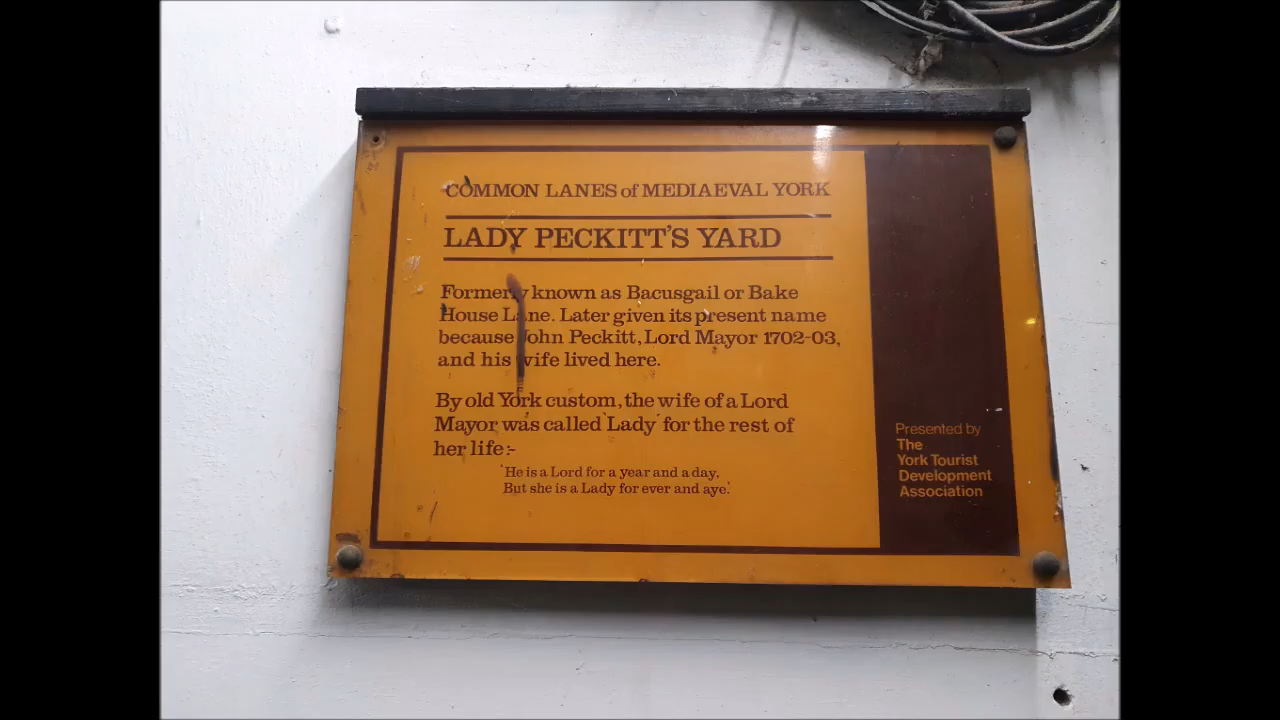 COMMON LANES of MEDIAEVAL YORK
LADY PECKITT'S YARD
Formerly known as Bacusgail or Bake
House Lane. Later given its present name
because John Peckitt, Lord Mayor 1702-03,
and his wife lived here.
By old York custom, the wife of a Lord
Mayor was called 'Lady' for the rest of
her life:-
'He is a Lord for a year and a day,
But she is a Lady for ever and aye.'
Presented by
The
York Tourist
Development
Association